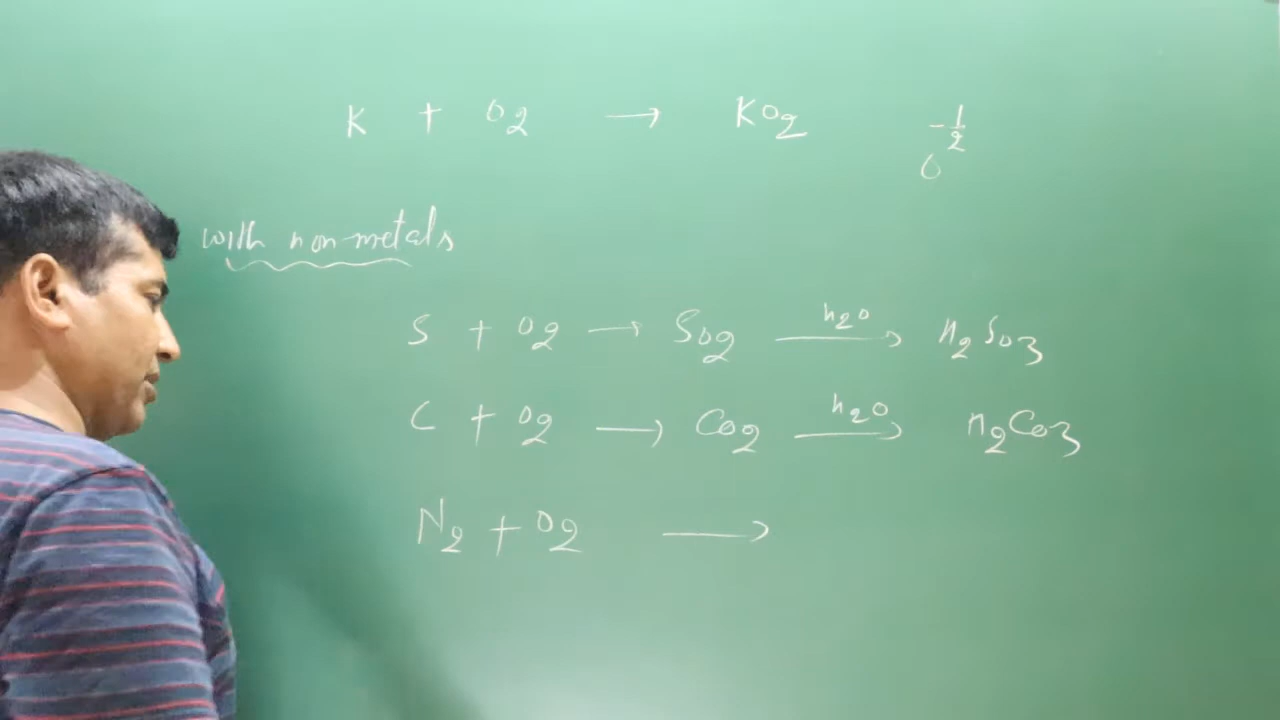 K + O2 → KO2 -1/2
O
with non-metals
S + O2 → SO2 h2o → H2SO3
C + O2 → CO2 h2o → H2CO3
N2 + O2 →